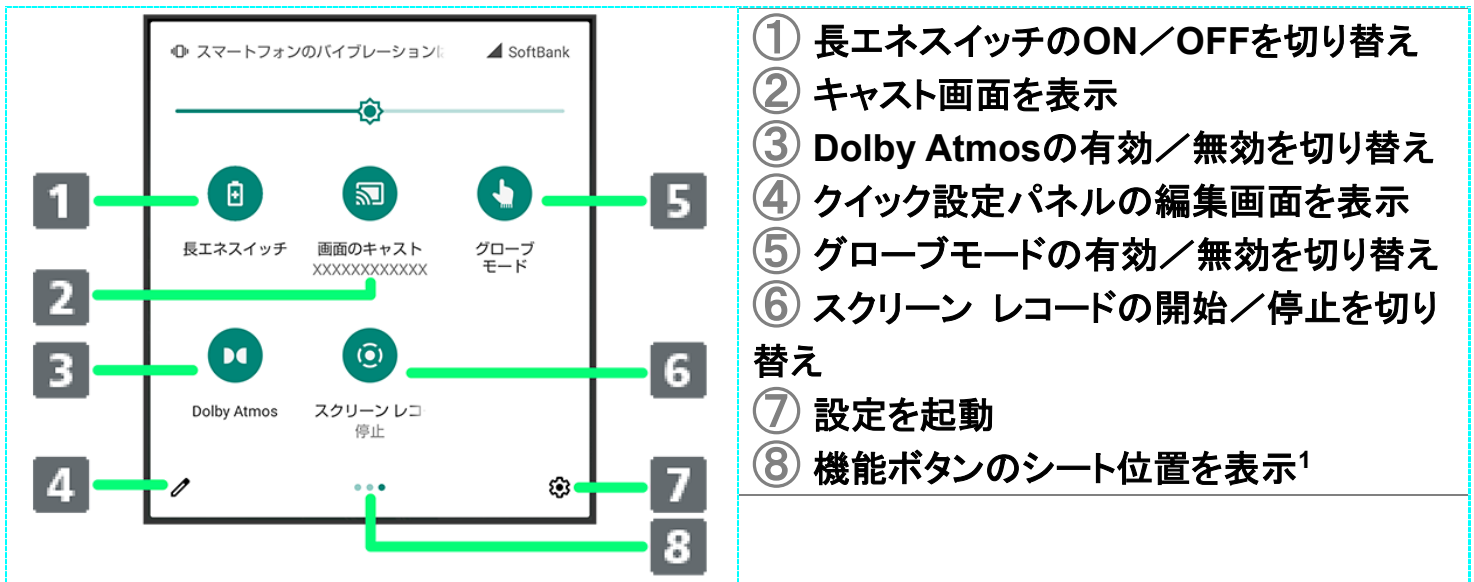 スマートフォンのバイブレーション
SoftBank
1
5
長エネスイッチ
画面のキャスト
XXXXXXXXXXXX
グローブ
モード
2
3
6
Dolby Atmos
スクリーン レコ
停止
4
7
8
① 長エネスイッチのON／OFFを切り替え
② キャスト画面を表示
③ Dolby Atmosの有効／無効を切り替え
④ クイック設定パネルの編集画面を表示
⑤ グローブモードの有効／無効を切り替え
⑥ スクリーン レコードの開始／停止を切り
替え
⑦ 設定を起動
⑧ 機能ボタンのシート位置を表示¹